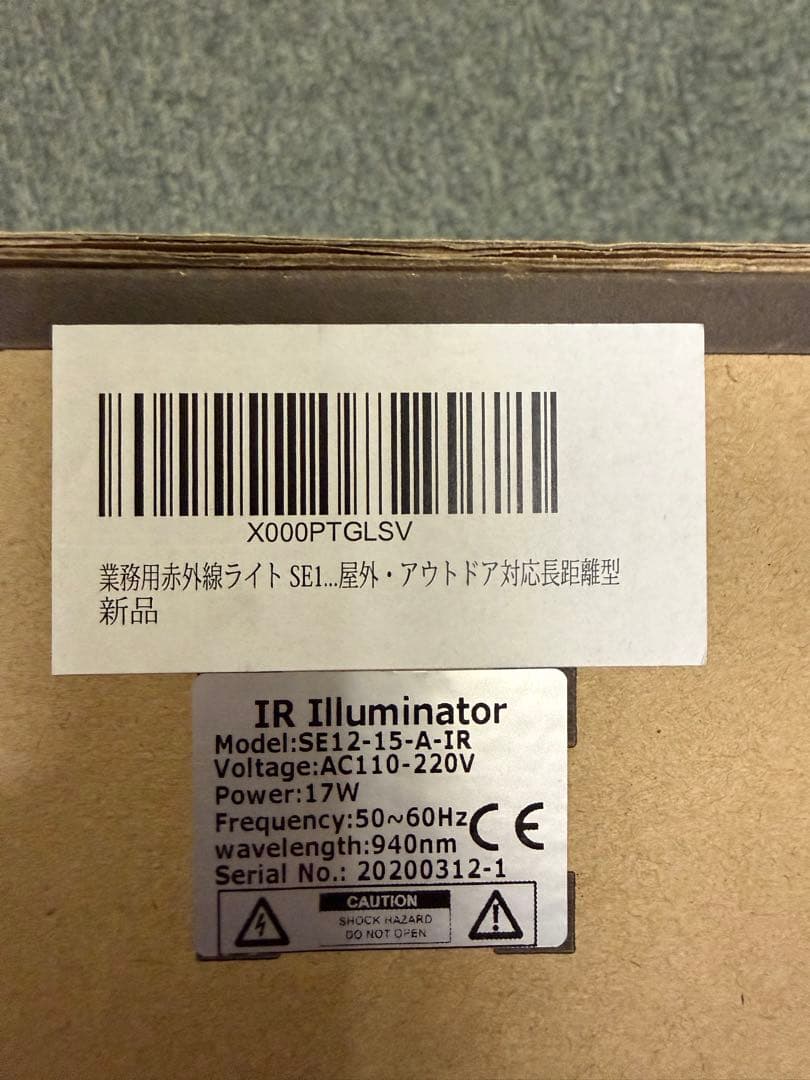 X000PTGLSV
業務用赤外線ライト SE1...屋外・アウトドア対応長距離型
新品
IR Illuminator
Model:SE12-15-A-IR
Voltage:AC110-220V
Power:17W
Frequency:50~60Hz
wavelength:940nm
CE
Serial No.: 20200312-1
CAUTION
SHOCK HAZARD
DO NOT OPEN